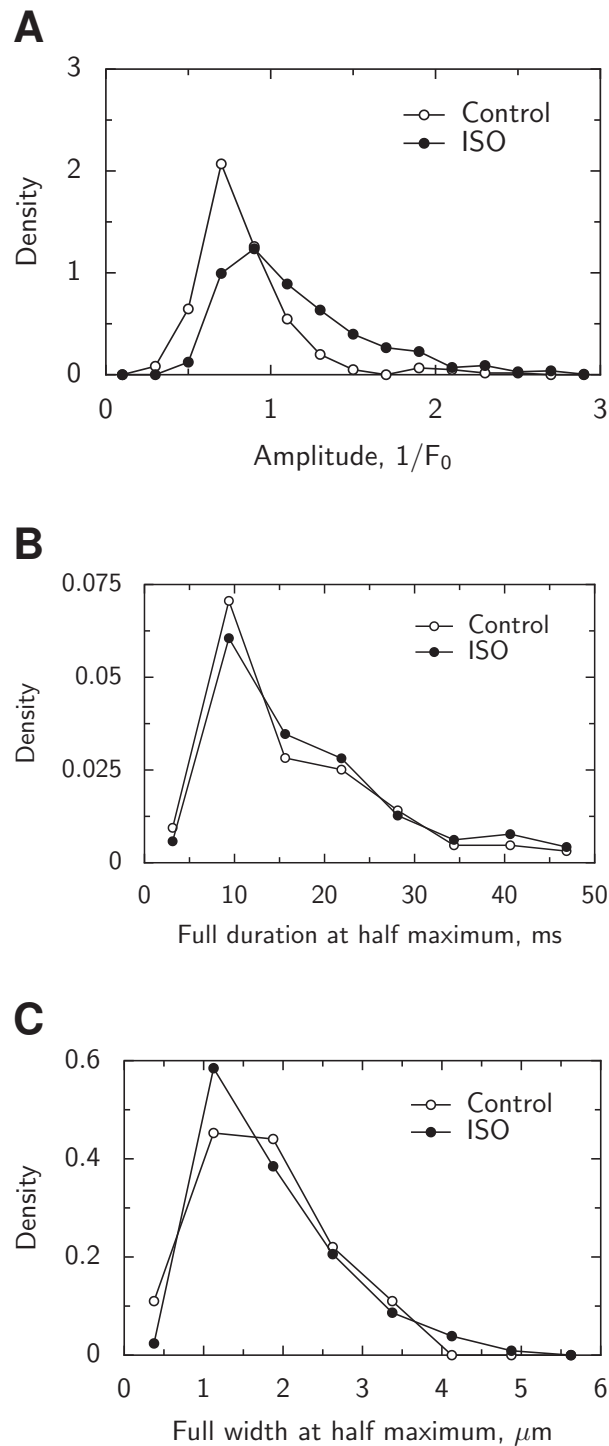 A
3
2
1
0
Density
Control
ISO
0 1 2 3
Amplitude, 1/F₀
B
0.075
0.05
0.025
0
Density
Control
ISO
0 10 20 30 40 50
Full duration at half maximum, ms
C
0.6
0.4
0.2
0
Density
Control
ISO
0 1 2 3 4 5 6
Full width at half maximum, μm